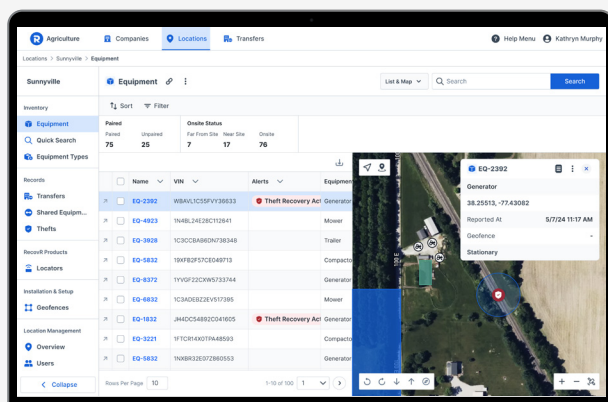 Agriculture
Companies
Locations
Transfers
Help Menu
Kathryn Murphy
Locations > Sunnyville > Equipment
Sunnyville
Equipment
List & Map
Search
Search
Inventory
Equipment
Quick Search
Equipment Types
Records
Transfers
Shared Equipm...
Thefts
RecovR Products
Locators
Installation & Setup
Geofences
Location Management
Overview
Users
Collapse
Sort
Filter
Paired
Onsite Status
Paired Unpaired Far From Site Near Site Onsite
75 25 7 17 76
Name VIN Alerts Equipmen
EQ-2392 WBAVL1C55FVY36633 Theft Recovery Act Generator
EQ-4923 1N4BL24E28C112641 Mower
EQ-3928 1C3CCBAB6DN738348 Trailer
EQ-5832 19XFB2F57CE049713 Compacto
EQ-8372 1YVGF22CXW5733744 Generator
EQ-6832 1C3ADEBZ2EV517395 Mower
EQ-1832 JH4DC54892C041605 Theft Recovery Act Generator
EQ-3221 1FTCR14X0TPA48593 Compacto
EQ-5832 1NXBR32E07Z860553 Generator
Rows Per Page 10
1-10 of 100 1
100 E
EQ-2392
Generator
38.25513, -77.43082
Reported At 5/7/24 11:17 AM
Geofence -
Stationary